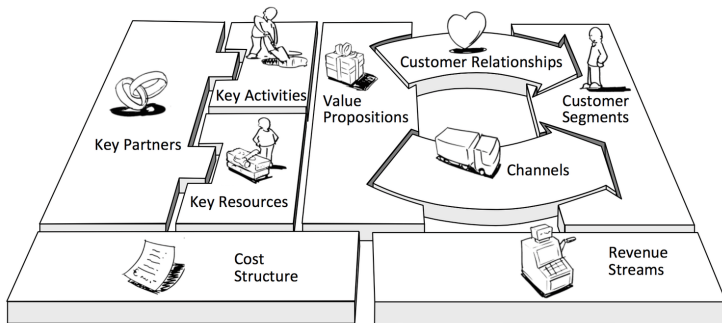 Key Partners
Key Activities
Key Resources
Value
Propositions
Customer Relationships
Channels
Customer
Segments
Cost
Structure
Revenue
Streams